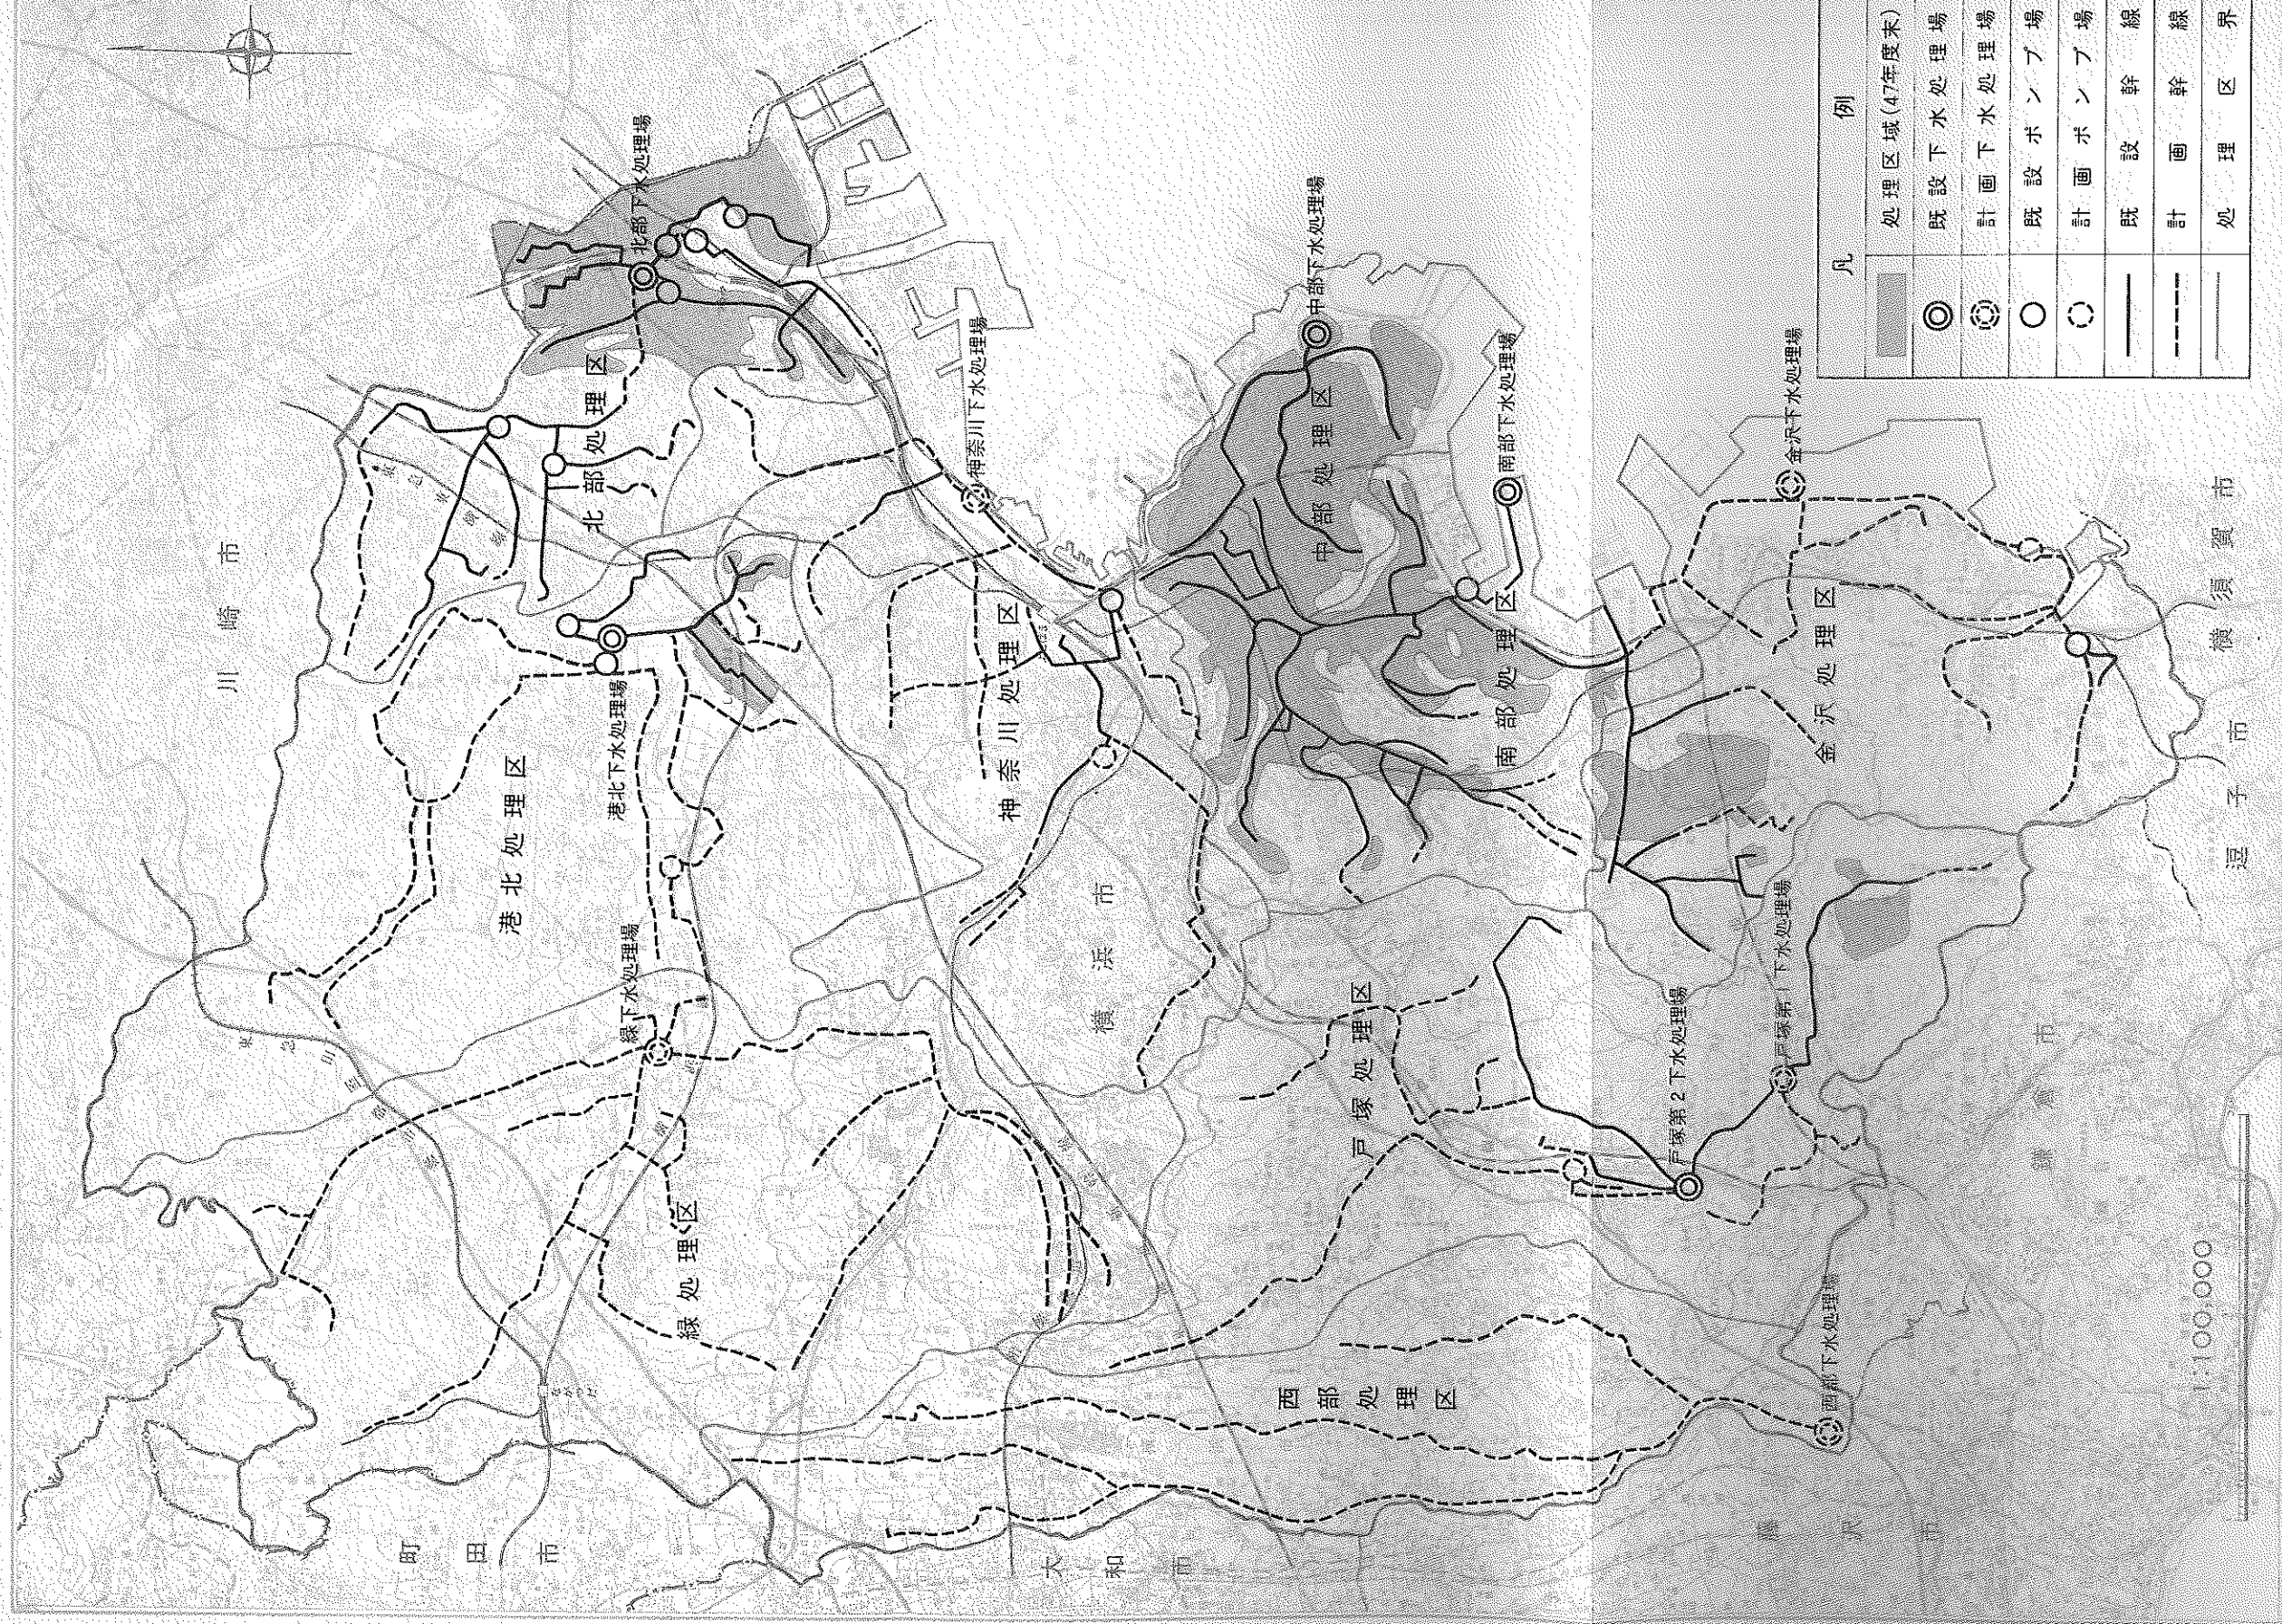 凡例
処理区域(47年度末)
既設下水処理場
計画下水処理場
既設ポンプ場
計画ポンプ場
既設幹線
計画幹線
処理区界
川崎市
北部下水処理場
北部処理区
港北下水処理場
港北処理区
緑下水処理場
緑処理区
神奈川下水処理場
神奈川処理区
横浜市
中部下水処理場
中部処理区
南部下水処理場
南部処理区
金沢下水処理場
金沢処理区
戸塚第1下水処理場
戸塚第2下水処理場
戸塚処理区
西部下水処理場
西部処理区
町田市
大和市
藤沢市
鎌倉市
逗子市
横須賀市
ながつた
1:100,000